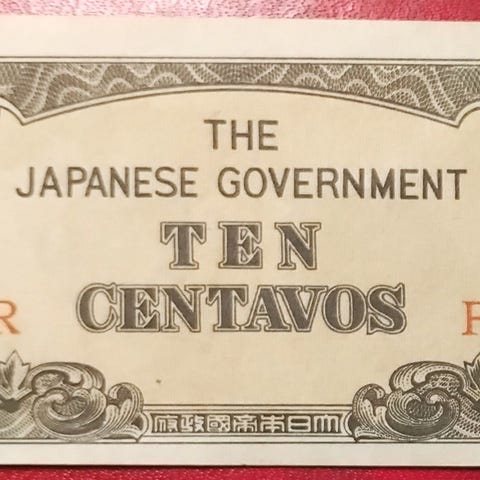 THE
JAPANESE GOVERNMENT
TEN
CENTAVOS
R
府政國帝本日大